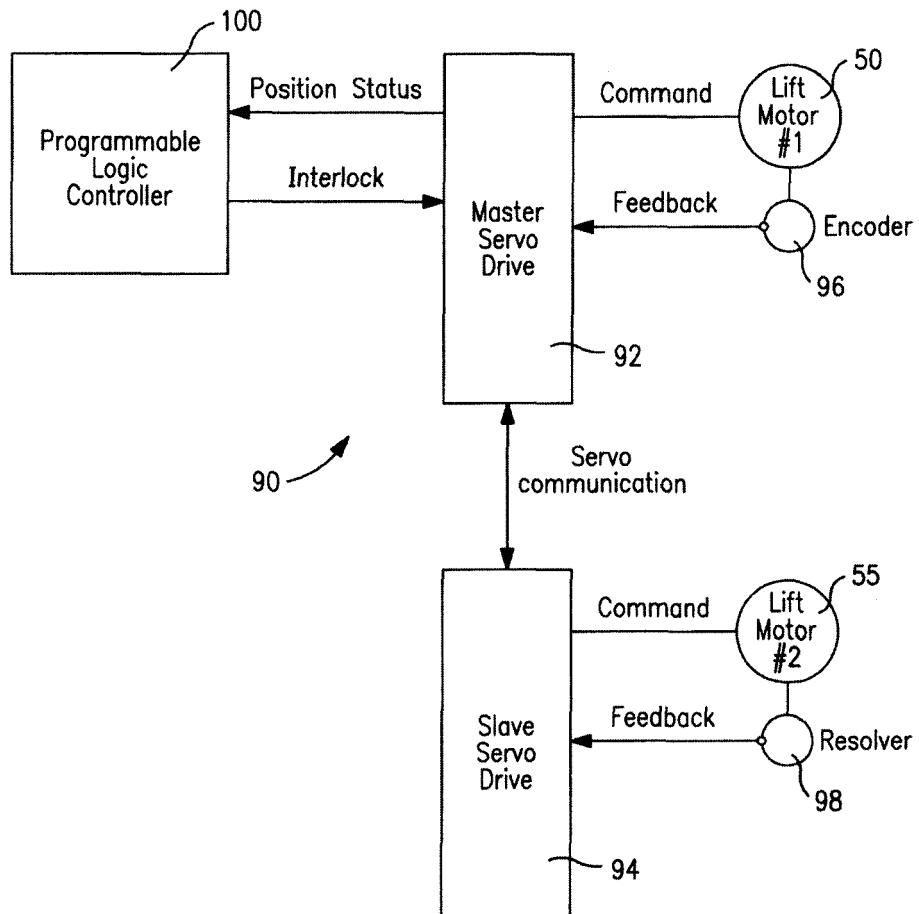 100
Position Status
Command
Lift
Motor
#1
50
Programmable
Logic
Controller
Interlock
Master
Servo
Drive
Feedback
Encoder
96
92
90
Servo
communication
Command
Lift
Motor
#2
55
Slave
Servo
Drive
Feedback
Resolver
98
94